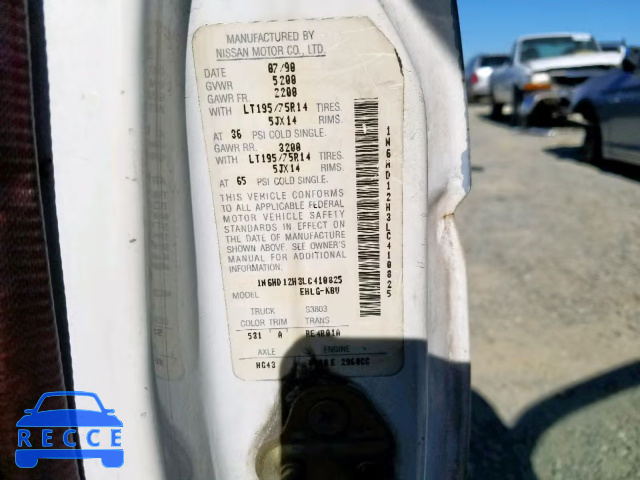 MANUFACTURED BY
NISSAN MOTOR CO., LTD.
DATE 07/90
GVWR 5200
GAWR FR. 2200
WITH LT195/75R14 TIRES.
5JX14 RIMS.
AT 36 PSI COLD SINGLE.
GAWR RR. 3200
WITH LT195/75R14 TIRES.
5JX14 RIMS.
AT 65 PSI COLD SINGLE.
THIS VEHICLE CONFORMS
TO ALL APPLICABLE FEDERAL
MOTOR VEHICLE SAFETY
STANDARDS IN EFFECT ON
THE DATE OF MANUFACTURE
SHOWN ABOVE. SEE OWNER'S
MANUAL FOR ADDITIONAL
INFORMATION.
1N6HD12H3LC410825
MODEL EHLG-KBU
TRUCK S3803
COLOR TRIM TRANS
531 A RE4R01A
AXLE ENGINE
HG43 2960CC
1N6HD12H3LC410825
RECCE